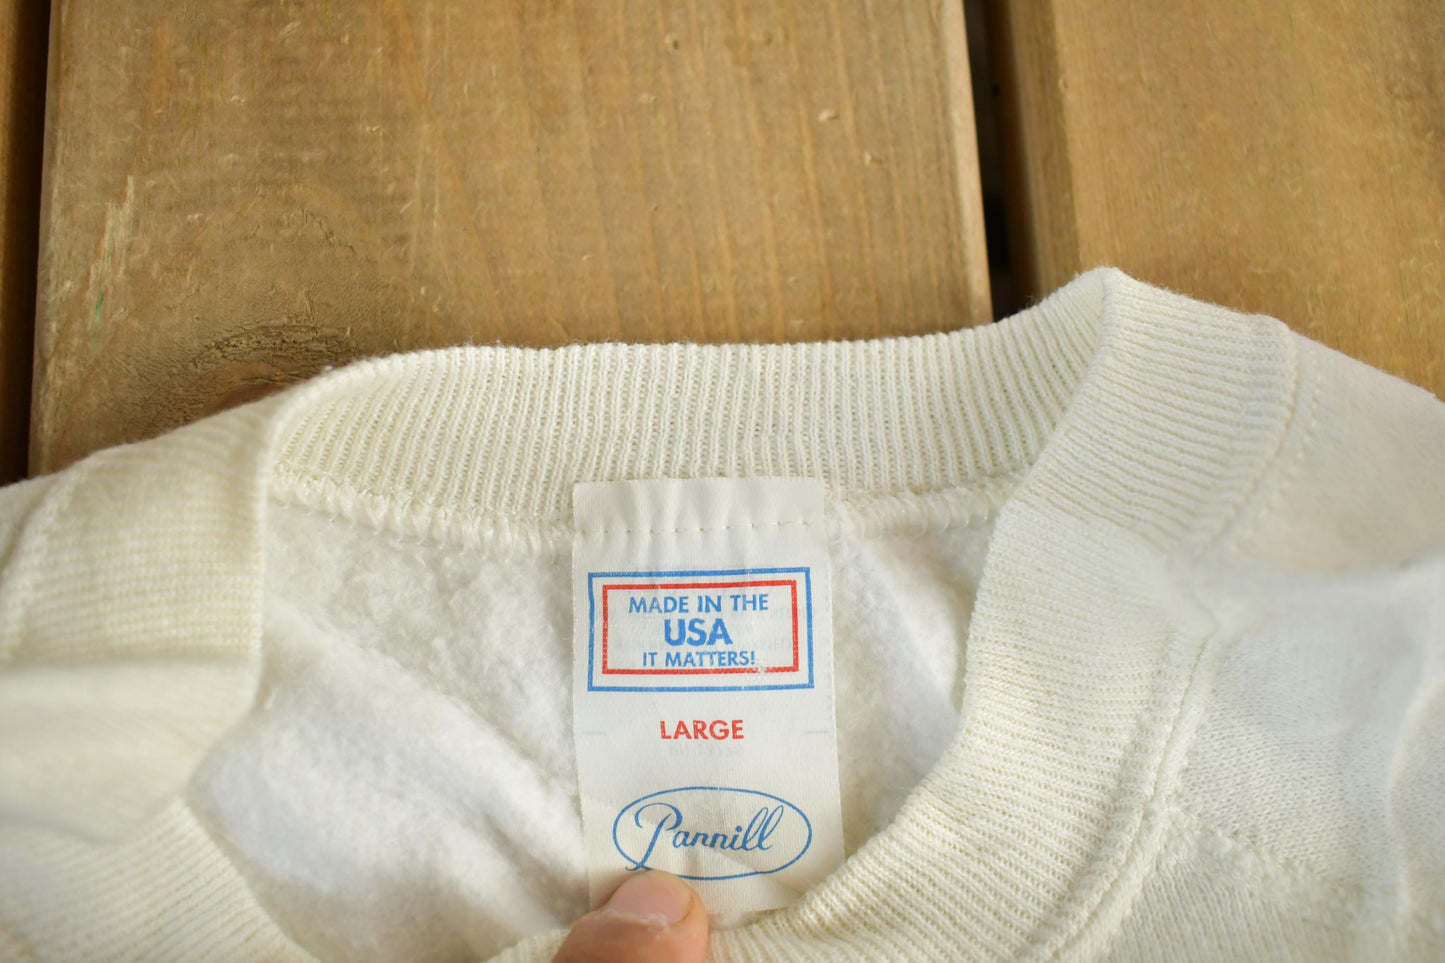 MADE IN THE
USA
IT MATTERS!
LARGE
Pannill